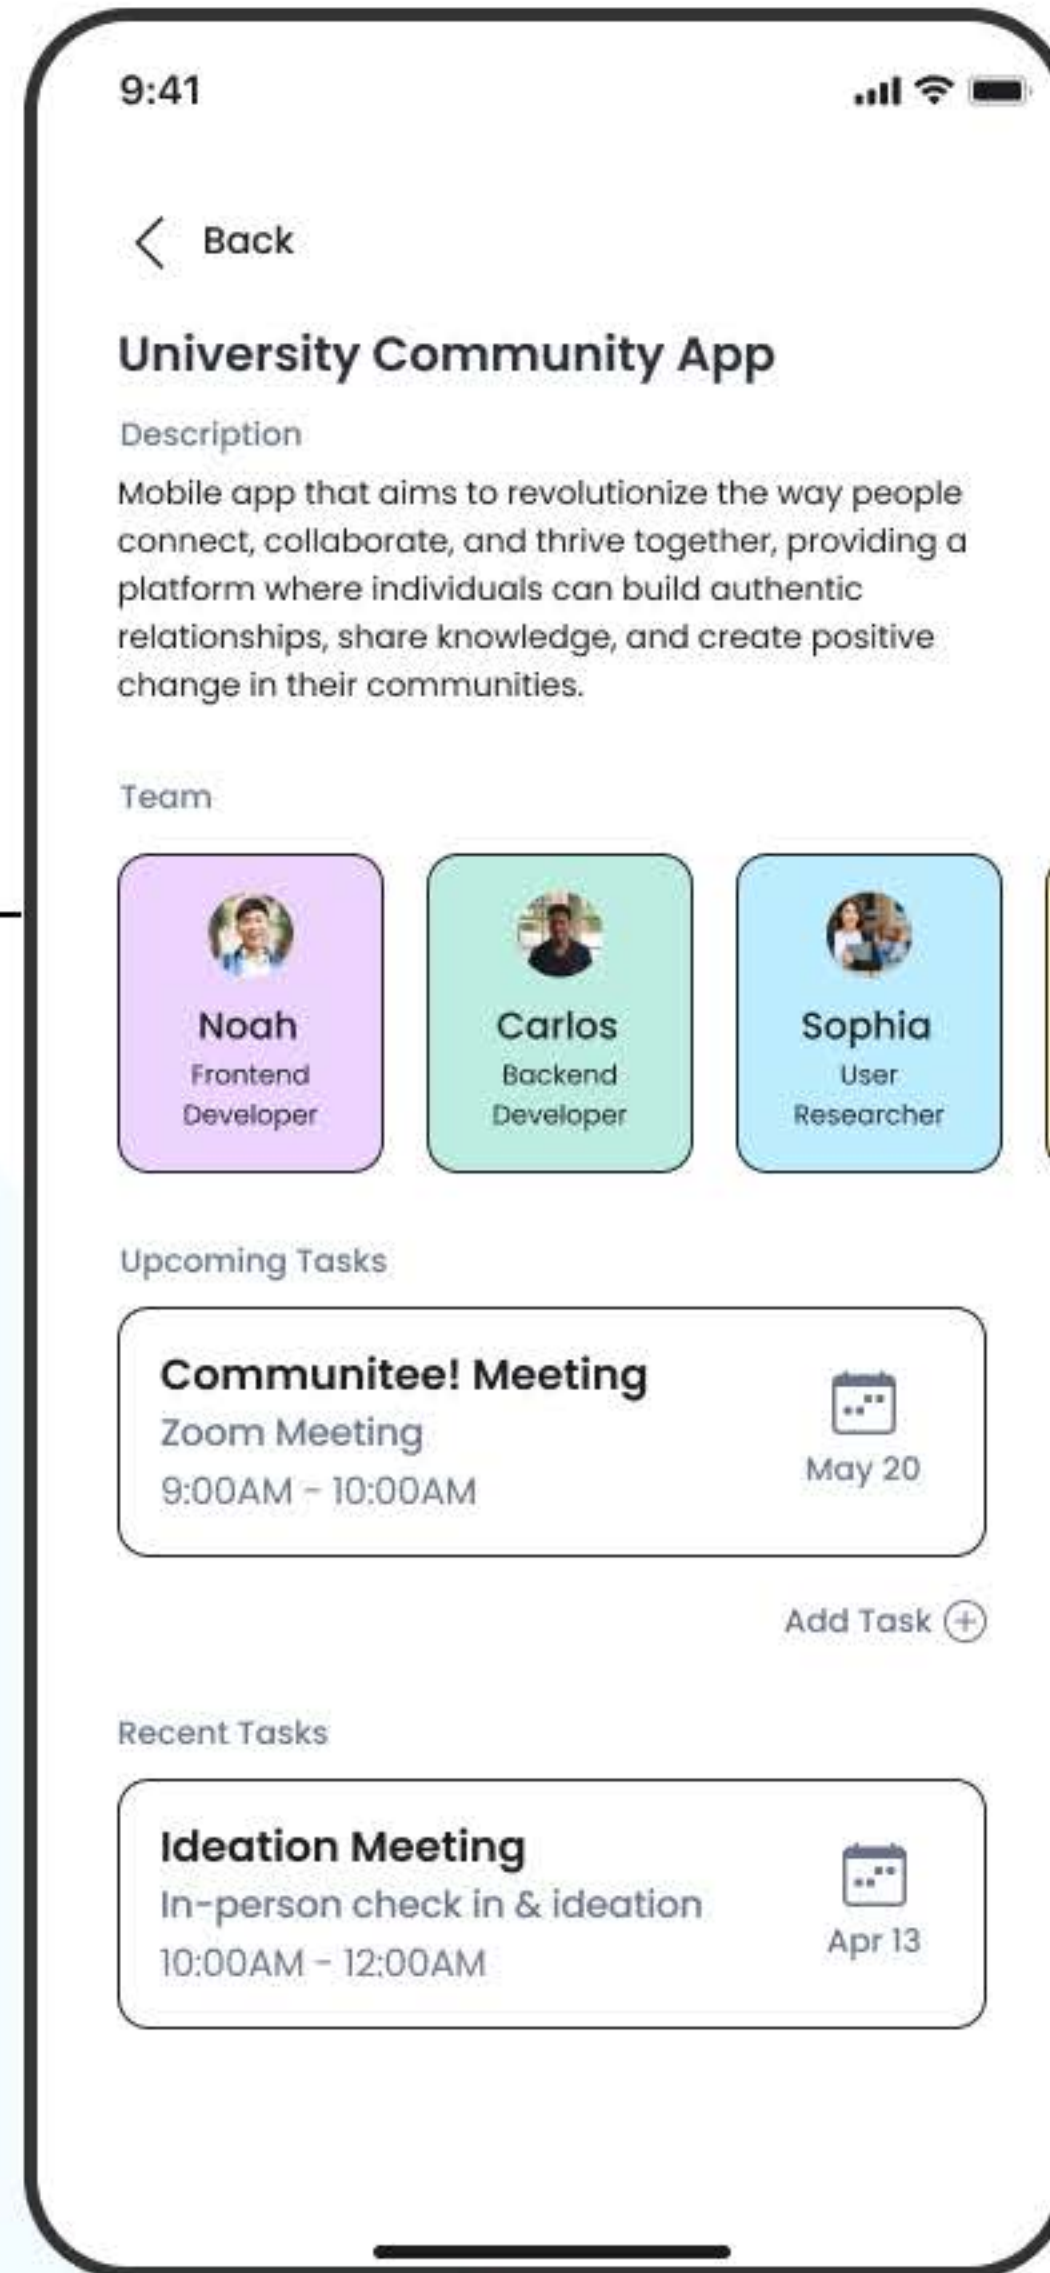 9:41
Back
University Community App
Description
Mobile app that aims to revolutionize the way people
connect, collaborate, and thrive together, providing a
platform where individuals can build authentic
relationships, share knowledge, and create positive
change in their communities.
Team
Noah
Frontend
Developer
Carlos
Backend
Developer
Sophia
User
Researcher
Upcoming Tasks
Communitee! Meeting
Zoom Meeting
9:00AM - 10:00AM
May 20
Add Task
Recent Tasks
Ideation Meeting
In-person check in & ideation
10:00AM - 12:00AM
Apr 13